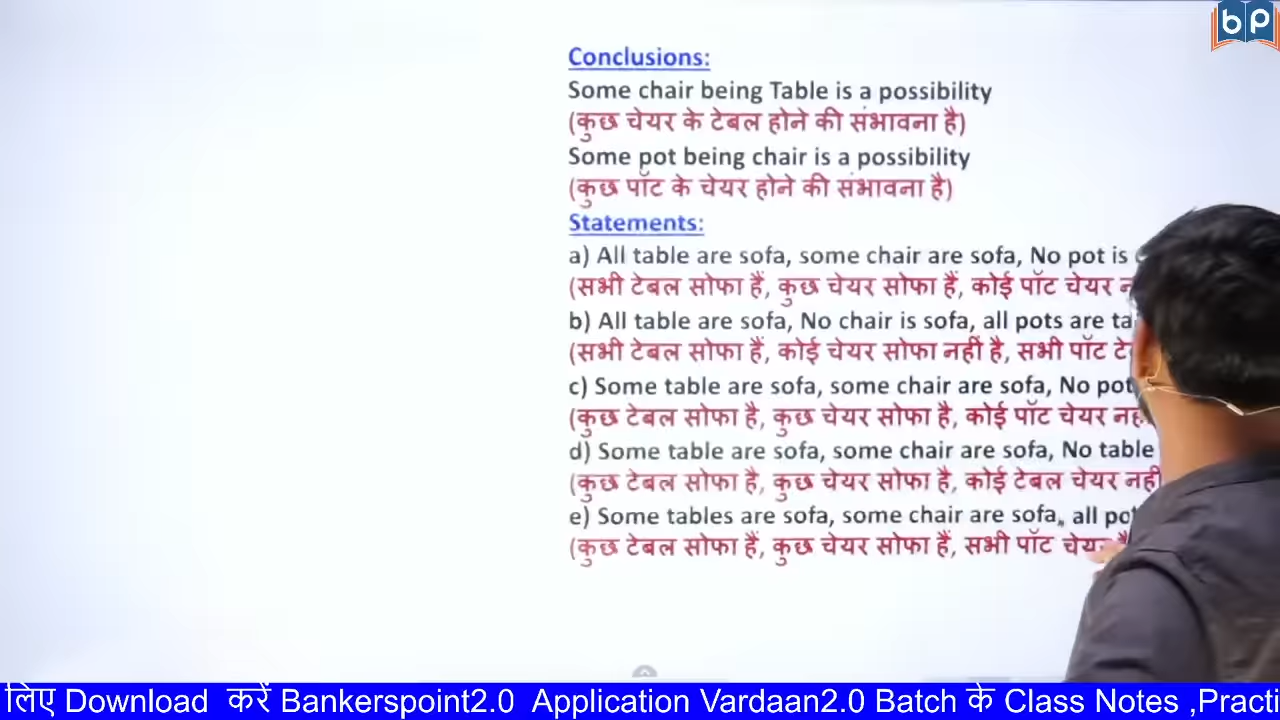 bp
Conclusions:
Some chair being Table is a possibility
(कुछ चेयर के टेबल होने की संभावना है)
Some pot being chair is a possibility
(कुछ पॉट के चेयर होने की संभावना है)
Statements:
a) All table are sofa, some chair are sofa, No pot is
(सभी टेबल सोफा हैं, कुछ चेयर सोफा हैं, कोई पॉट चेयर
b) All table are sofa, No chair is sofa, all pots are
(सभी टेबल सोफा हैं, कोई चेयर सोफा नहीं है, सभी पॉट
c) Some table are sofa, some chair are sofa, No pot
(कुछ टेबल सोफा है, कुछ चेयर सोफा है, कोई पॉट चेयर
d) Some table are sofa, some chair are sofa, No table
(कुछ टेबल सोफा है, कुछ चेयर सोफा है, कोई टेबल चेयर नहीं
e) Some tables are sofa, some chair are sofa, all
(कुछ टेबल सोफा हैं, कुछ चेयर सोफा हैं, सभी पॉट चेयर
लिए Download करें Bankerspoint2.0 Application Vardaan2.0 Batch के Class Notes ,Practi